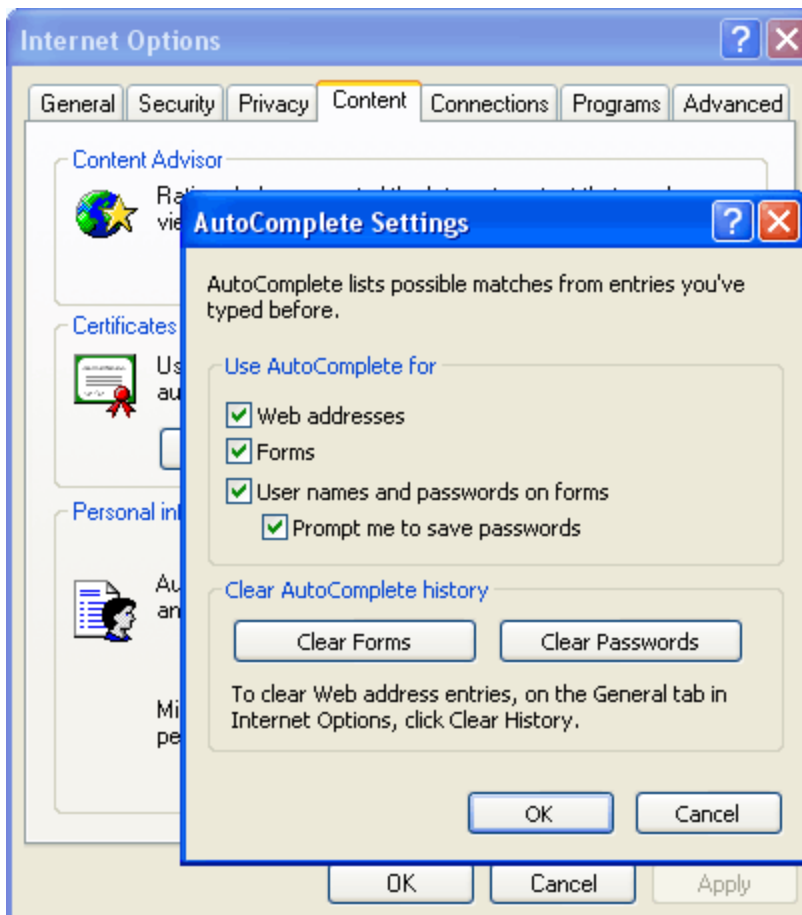 Internet Options
General Security Privacy Content Connections Programs Advanced
Content Advisor
AutoComplete Settings
AutoComplete lists possible matches from entries you've
typed before.
Certificates
Use AutoComplete for
Web addresses
Forms
User names and passwords on forms
Prompt me to save passwords
Personal
Clear AutoComplete history
Clear Forms Clear Passwords
To clear Web address entries, on the General tab in
Internet Options, click Clear History.
OK Cancel
OK Cancel Apply